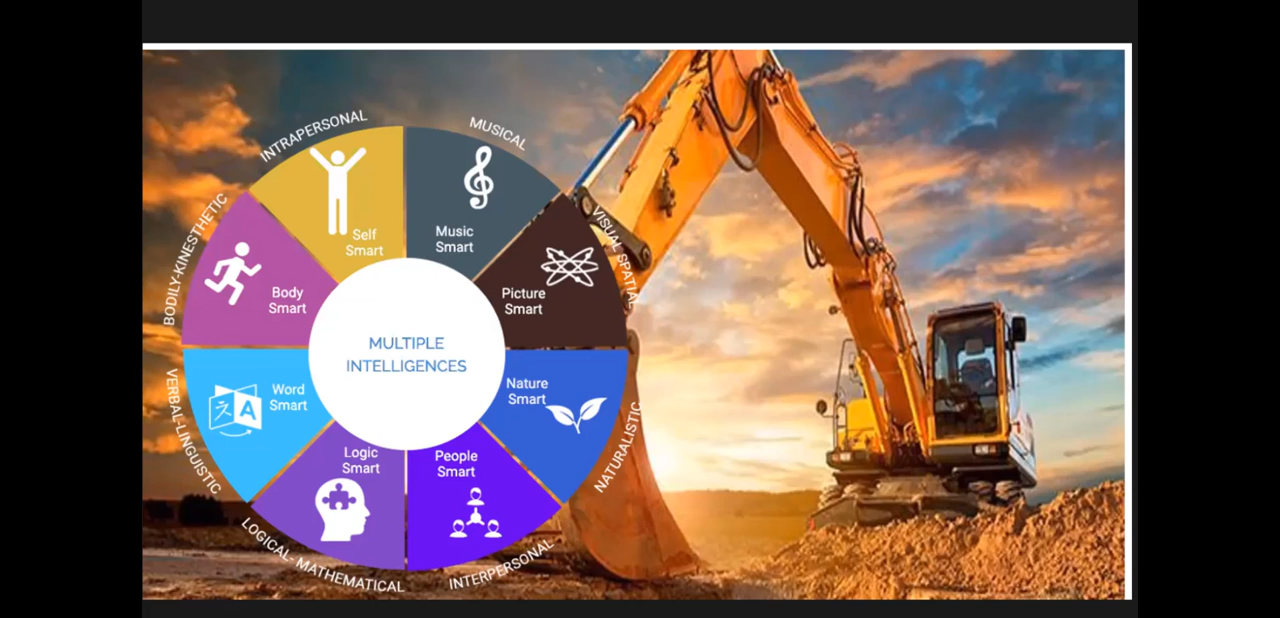 MULTIPLE
INTELLIGENCES
MUSICAL
Music
Smart
VISUAL SPATIAL
Picture
Smart
NATURALISTIC
Nature
Smart
INTERPERSONAL
People
Smart
LOGICAL- MATHEMATICAL
Logic
Smart
VERBAL-LINGUISTIC
Word
Smart
A
BODILY-KINESTHETIC
Body
Smart
INTRAPERSONAL
Self
Smart